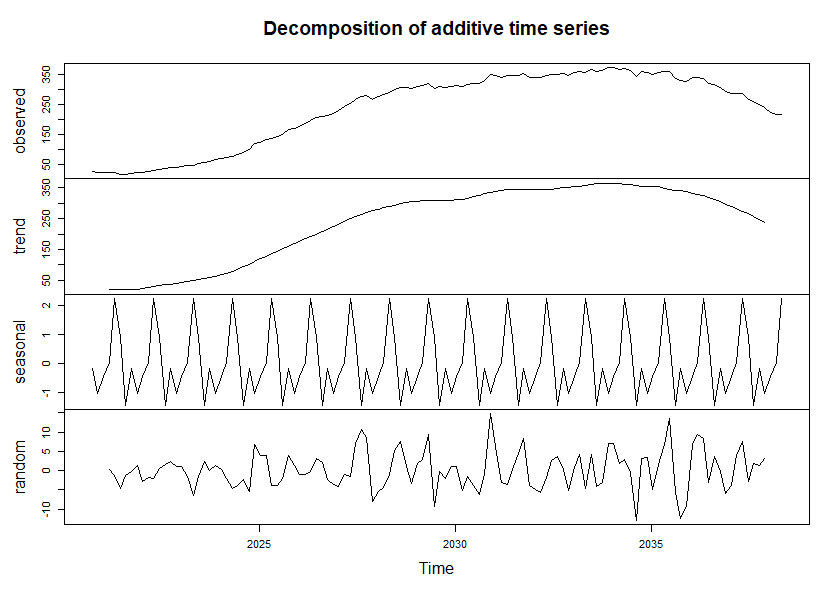 Decomposition of additive time series
observed
50 150 250 350
trend
50 150 250 350
seasonal
-1 0 1 2
random
-10 0 5 10
2025 2030 2035
Time